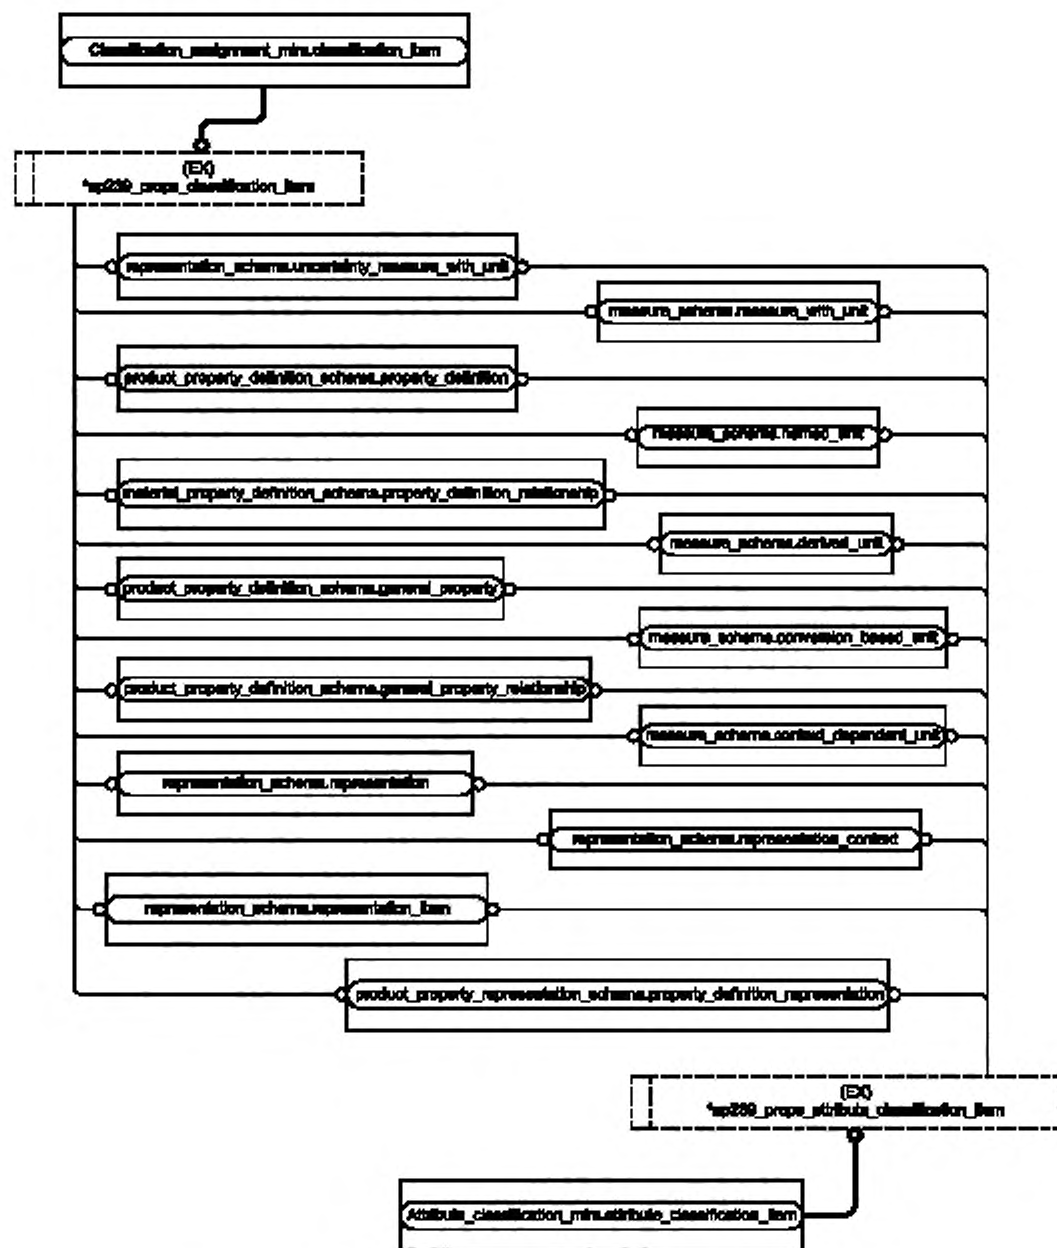 Classification_assignment_mim.classification_item
(EX)
*ap239_props_classification_item
representation_schema.uncertainty_measure_with_unit
measure_schema.measure_with_unit
product_property_definition_schema.property_definition
measure_schema.named_unit
material_property_definition_schema.property_definition_relationship
measure_schema.derived_unit
product_property_definition_schema.general_property
measure_schema.conversion_based_unit
product_property_definition_schema.general_property_relationship
measure_schema.context_dependent_unit
representation_schema.representation
representation_schema.representation_context
representation_schema.representation_item
product_property_representation_schema.property_definition_representation
(EX)
*ap239_props_attribute_classification_item
Attribute_classification_mim.attribute_classification_item